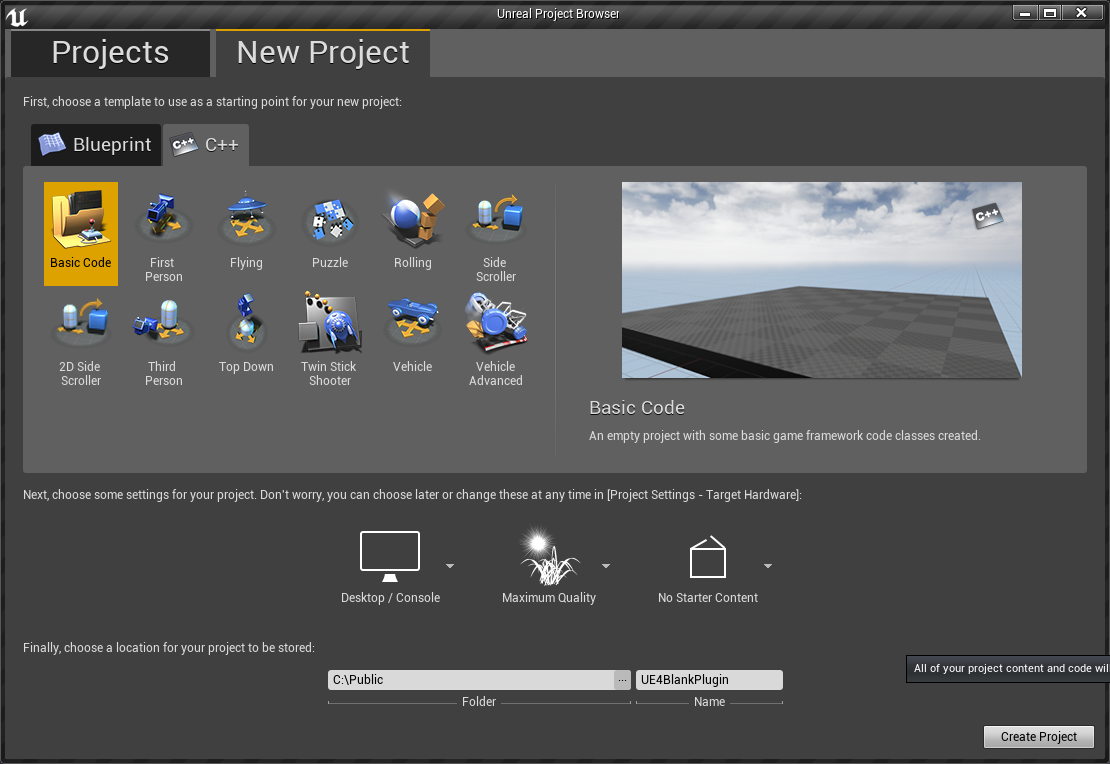 Unreal Project Browser
Projects
New Project
First, choose a template to use as a starting point for your new project:
Blueprint
C++
C++
C++
Basic Code
First
Person
Flying
Puzzle
Rolling
Side
Scroller
2D Side
Scroller
Third
Person
Top Down
Twin Stick
Shooter
Vehicle
Vehicle
Advanced
Basic Code
An empty project with some basic game framework code classes created.
Next, choose some settings for your project. Don't worry, you can choose later or change these at any time in [Project Settings - Target Hardware]:
Desktop / Console
Maximum Quality
No Starter Content
Finally, choose a location for your project to be stored:
All of your project content and code will
C:\Public
...
UE4BlankPlugin
Folder
Name
Create Project